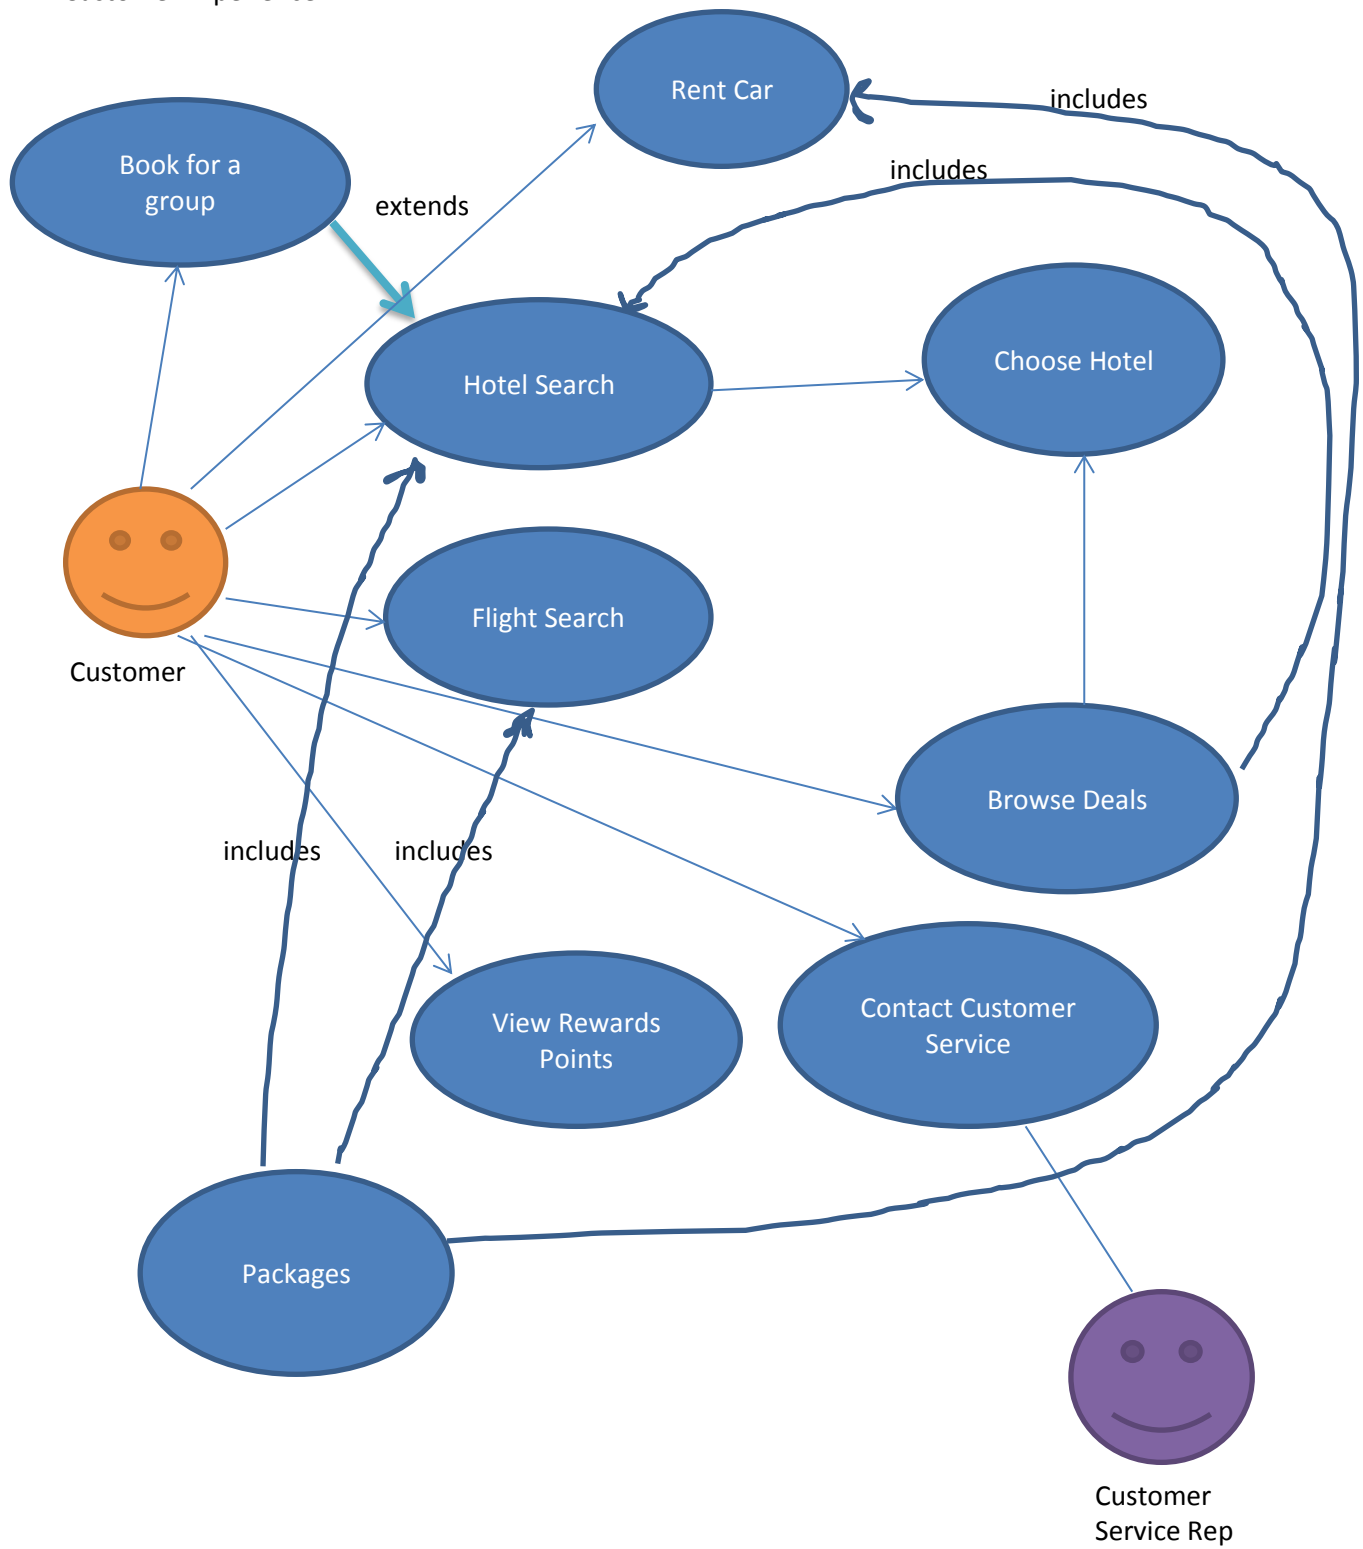 Rent Car
includes
Book for a
group
includes
extends
Hotel Search
Choose Hotel
Flight Search
Customer
Browse Deals
includes
includes
View Rewards
Points
Contact Customer
Service
Packages
Customer
Service Rep